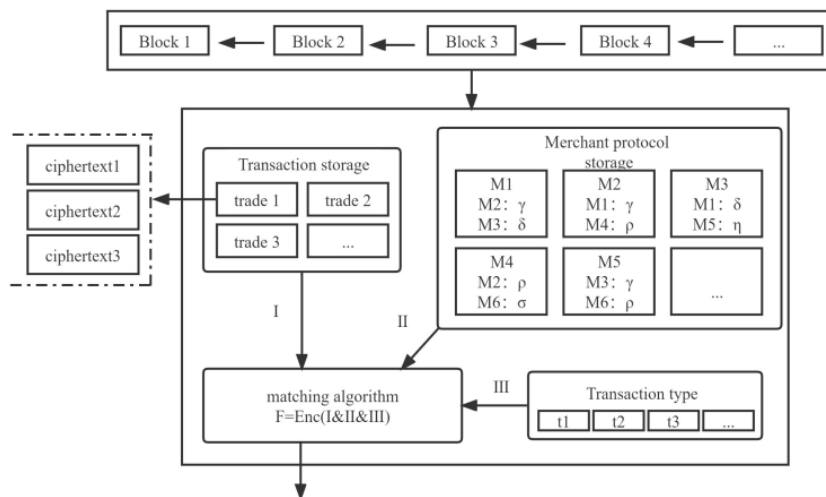 Block 1
Block 2
Block 3
Block 4
...
ciphertext1
ciphertext2
ciphertext3
Transaction storage
trade 1
trade 2
trade 3
...
Merchant protocol
storage
M1
M2: γ
M3: δ
M2
M1: γ
M4: ρ
M3
M1: δ
M5: η
M4
M2: ρ
M6: σ
M5
M3: γ
M6: ρ
...
I
II
III
matching algorithm
F=Enc(I&II&III)
Transaction type
t1
t2
t3
...